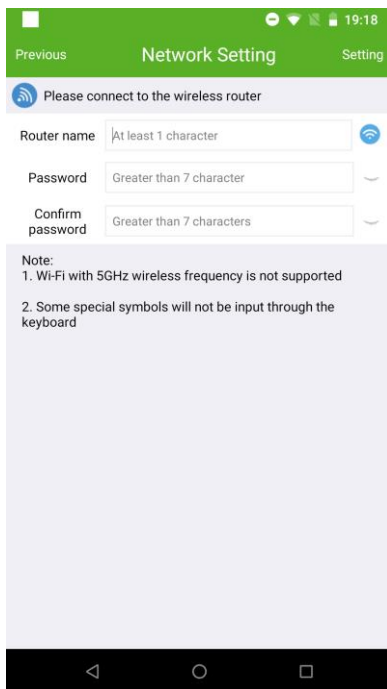 19:18
Previous Network Setting Setting
Please connect to the wireless router
Router name At least 1 character
Password Greater than 7 character
Confirm
password Greater than 7 characters
Note:
1. Wi-Fi with 5GHz wireless frequency is not supported
2. Some special symbols will not be input through the
keyboard